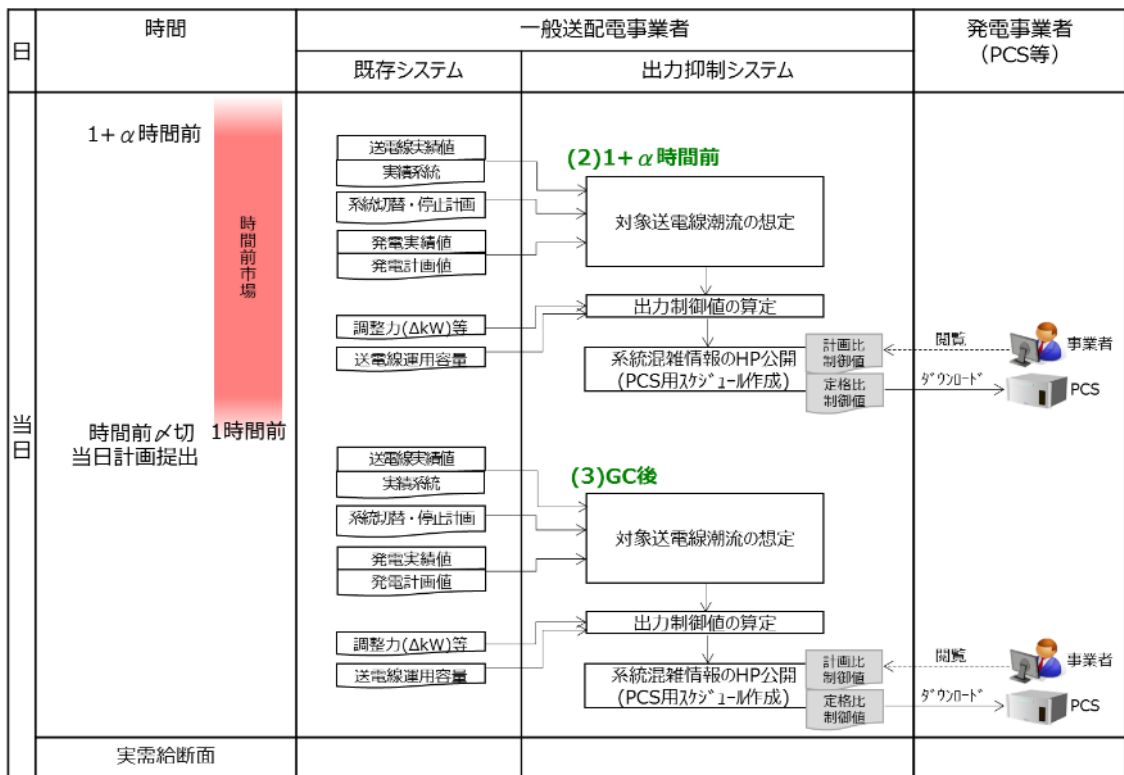 日
時間
一般送配電事業者
発電事業者
(PCS等)
既存システム
出力抑制システム
当日
1+α時間前
時間前市場
送電線実績値
実績系統
系統切替・停止計画
発電実績値
発電計画値
調整力(ΔkW)等
送電線運用容量
(2)1+α時間前
対象送電線潮流の想定
出力制御値の算定
系統混雑情報のHP公開
(PCS用ｽｹｼﾞｭｰﾙ作成)
計画比
制御値
定格比
制御値
閲覧
事業者
ﾀﾞｳﾝﾛｰﾄﾞ
PCS
時間前〆切
当日計画提出
1時間前
送電線実績値
実績系統
系統切替・停止計画
発電実績値
発電計画値
調整力(ΔkW)等
送電線運用容量
(3)GC後
対象送電線潮流の想定
出力制御値の算定
系統混雑情報のHP公開
(PCS用ｽｹｼﾞｭｰﾙ作成)
計画比
制御値
定格比
制御値
閲覧
事業者
ﾀﾞｳﾝﾛｰﾄﾞ
PCS
実需給断面